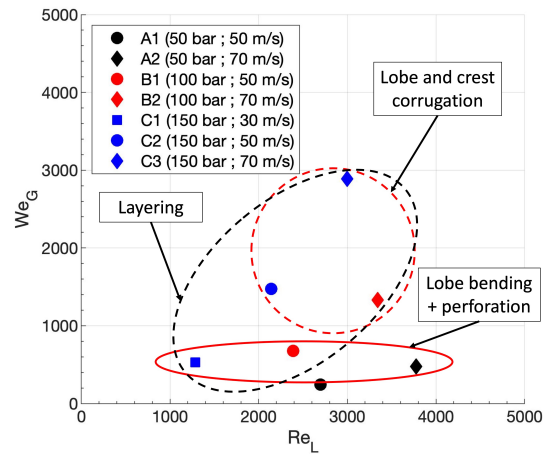 5000
4000
3000
2000
1000
0
We_G
0
1000
2000
3000
4000
5000
Re_L
A1 (50 bar ; 50 m/s)
A2 (50 bar ; 70 m/s)
B1 (100 bar ; 50 m/s)
B2 (100 bar ; 70 m/s)
C1 (150 bar ; 30 m/s)
C2 (150 bar ; 50 m/s)
C3 (150 bar ; 70 m/s)
Lobe and crest
corrugation
Layering
Lobe bending
+ perforation